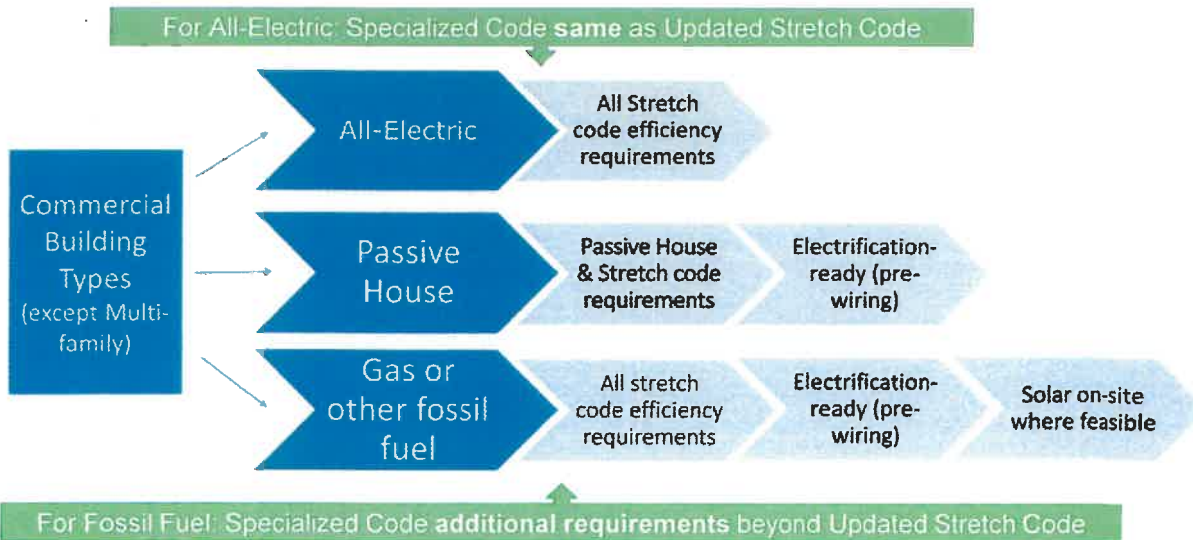 For All-Electric: Specialized Code same as Updated Stretch Code
Commercial
Building
Types
(except Multi-
family)
All-Electric
All Stretch
code efficiency
requirements
Passive
House
Passive House
& Stretch code
requirements
Electrification-
ready (pre-
wiring)
Gas or
other fossil
fuel
All stretch
code efficiency
requirements
Electrification-
ready (pre-
wiring)
Solar on-site
where feasible
For Fossil Fuel: Specialized Code additional requirements beyond Updated Stretch Code